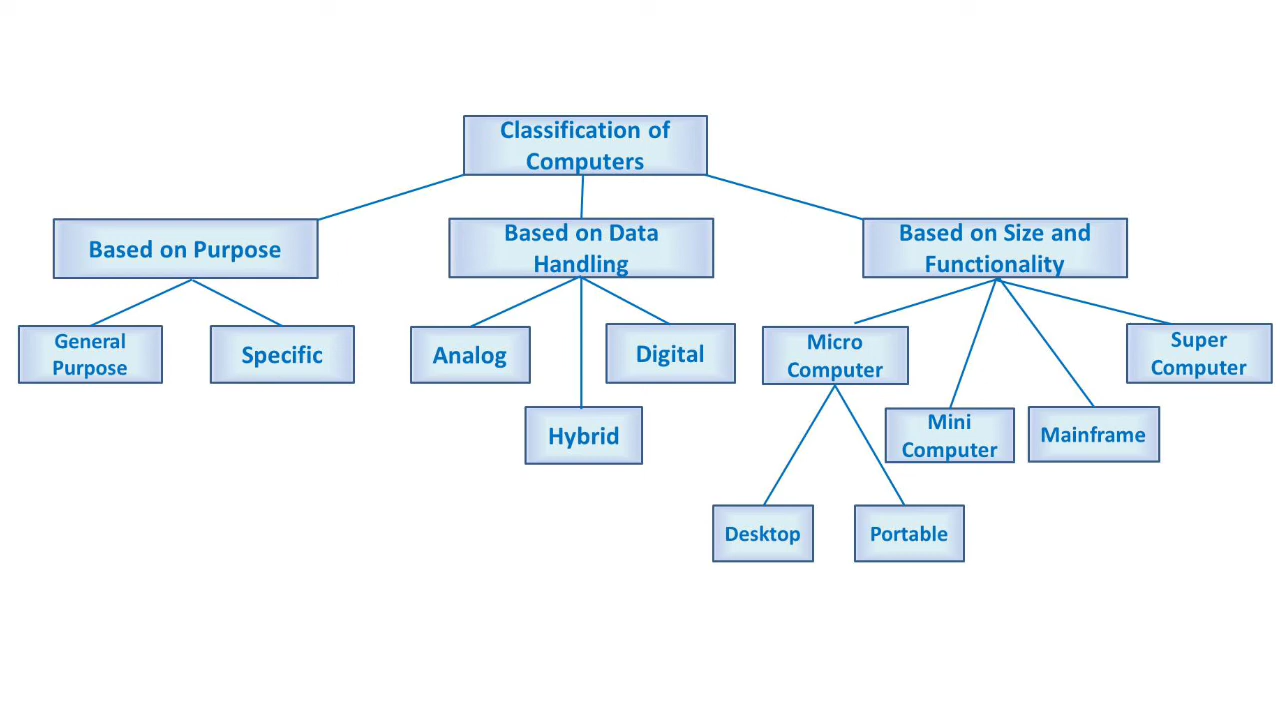 Classification of
Computers
Based on Purpose
Based on Data
Handling
Based on Size and
Functionality
General
Purpose
Specific
Analog
Digital
Hybrid
Micro
Computer
Super
Computer
Mini
Computer
Mainframe
Desktop
Portable